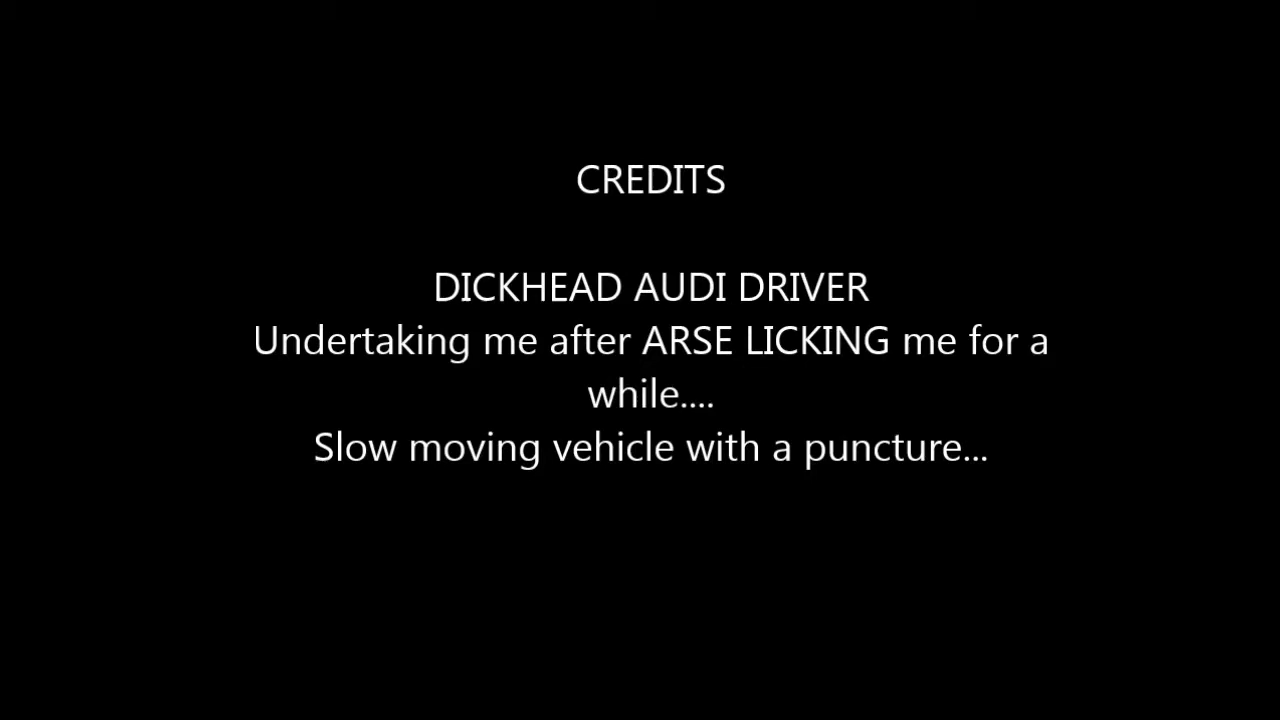 CREDITS
DICKHEAD AUDI DRIVER
Undertaking me after ARSE LICKING me for a
while....
Slow moving vehicle with a puncture...